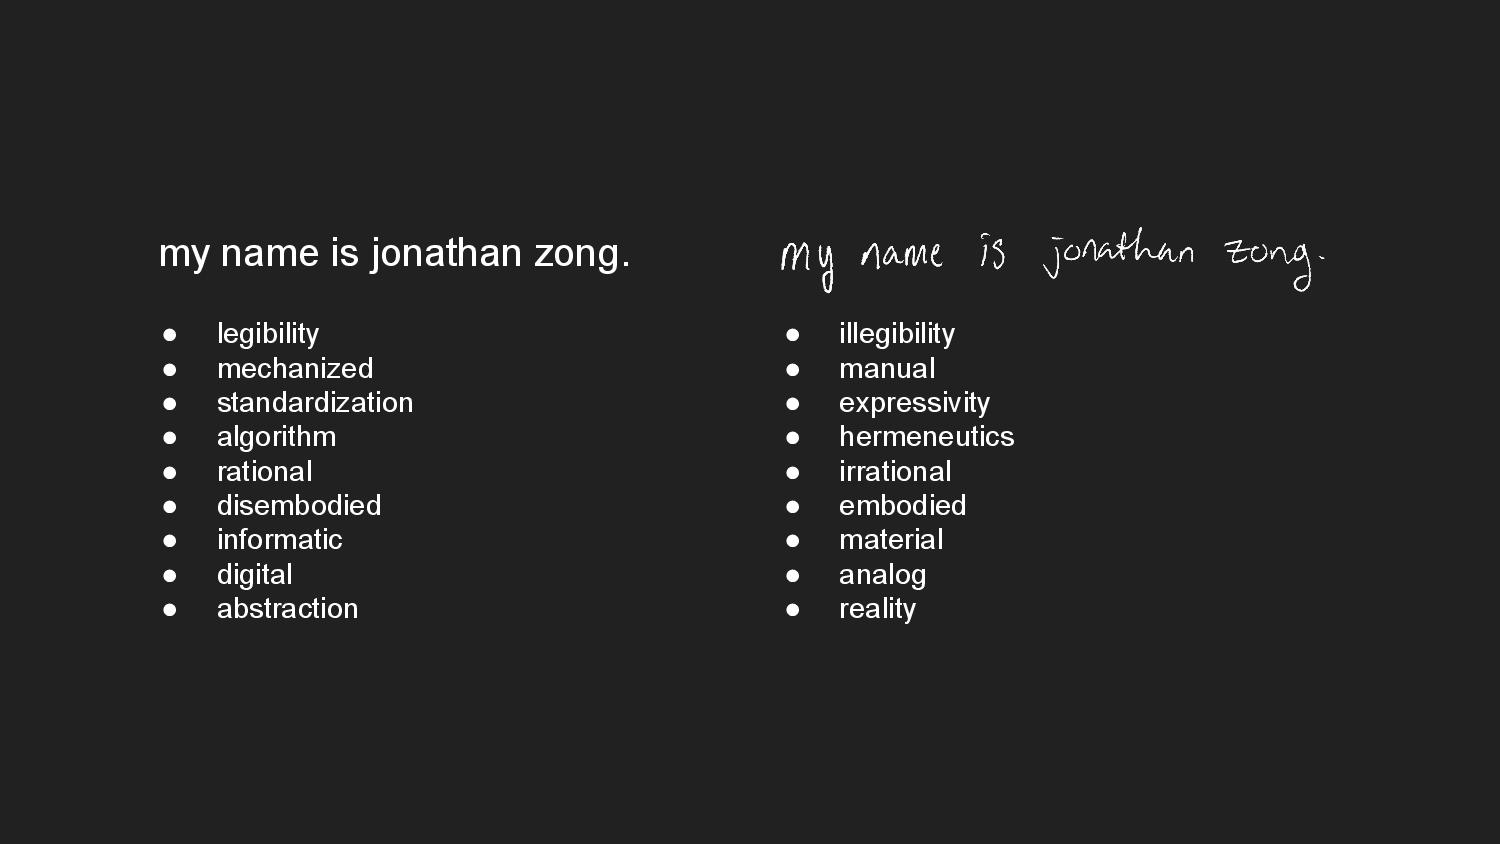 my name is jonathan zong.
● legibility
● mechanized
● standardization
● algorithm
● rational
● disembodied
● informatic
● digital
● abstraction
my name is jonathan zong.
● illegibility
● manual
● expressivity
● hermeneutics
● irrational
● embodied
● material
● analog
● reality